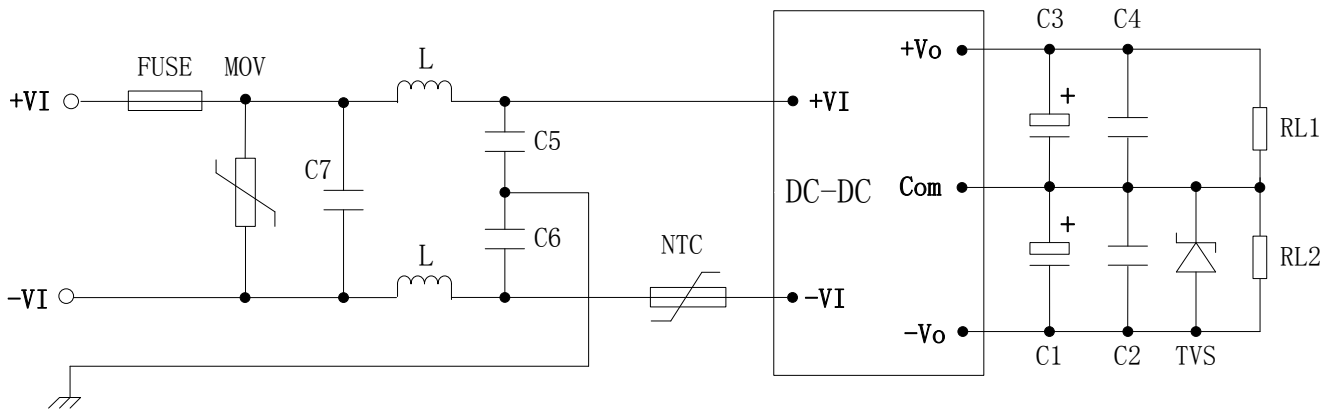 C3 C4
+Vo
FUSE MOV L
+VI +VI
+
C5 RL1
C7
DC-DC Com
C6 NTC +
L RL2
-VI -VI
-Vo
C1 C2 TVS